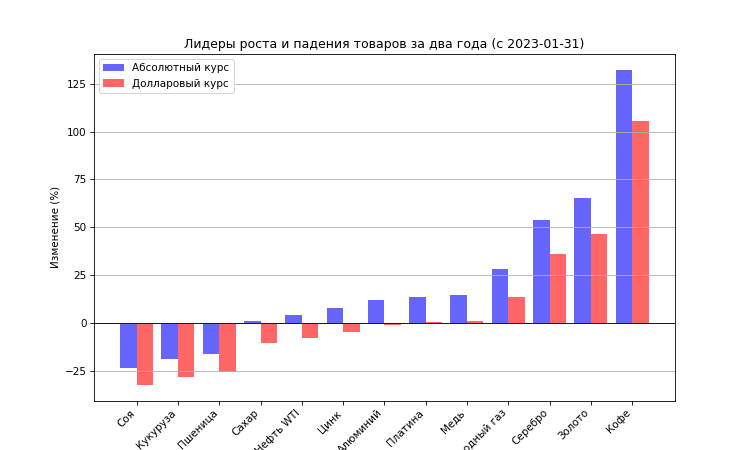 Лидеры роста и падения товаров за два года (с 2023-01-31)
Абсолютный курс
Долларовый курс
Изменение (%)
125
100
75
50
25
0
−25
Соя
Кукуруза
Пшеница
Сахар
Нефть WTI
Цинк
Алюминий
Платина
Медь
газ
Серебро
Золото
Кофе